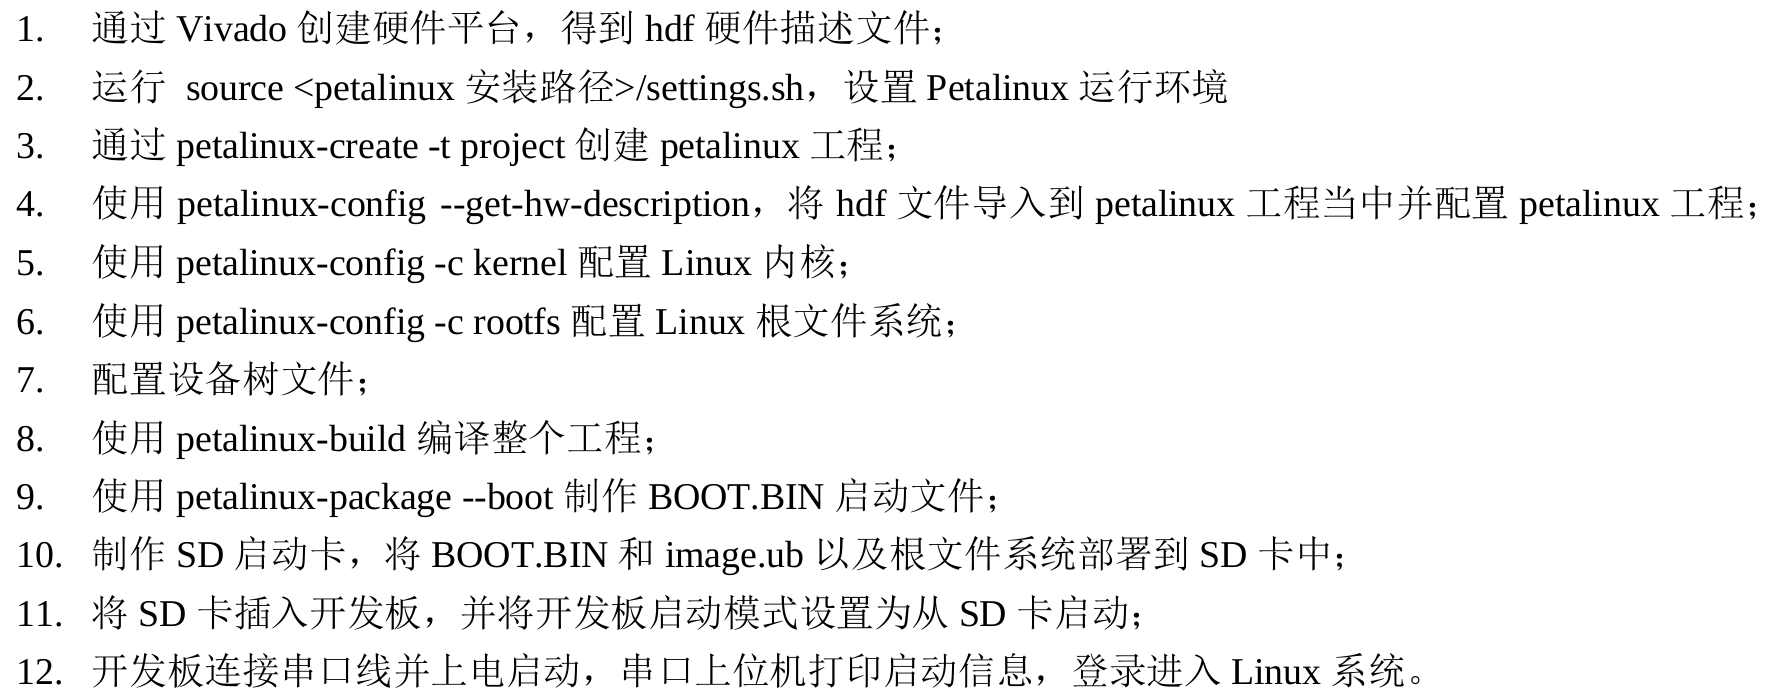 1. 通过 Vivado 创建硬件平台，得到 hdf 硬件描述文件；
2. 运行 source <petalinux 安装路径>/settings.sh，设置 Petalinux 运行环境
3. 通过 petalinux-create -t project 创建 petalinux 工程；
4. 使用 petalinux-config --get-hw-description，将 hdf 文件导入到 petalinux 工程当中并配置 petalinux 工程；
5. 使用 petalinux-config -c kernel 配置 Linux 内核；
6. 使用 petalinux-config -c rootfs 配置 Linux 根文件系统；
7. 配置设备树文件；
8. 使用 petalinux-build 编译整个工程；
9. 使用 petalinux-package --boot 制作 BOOT.BIN 启动文件；
10. 制作 SD 启动卡，将 BOOT.BIN 和 image.ub 以及根文件系统部署到 SD 卡中；
11. 将 SD 卡插入开发板，并将开发板启动模式设置为从 SD 卡启动；
12. 开发板连接串口线并上电启动，串口上位机打印启动信息，登录进入 Linux 系统。